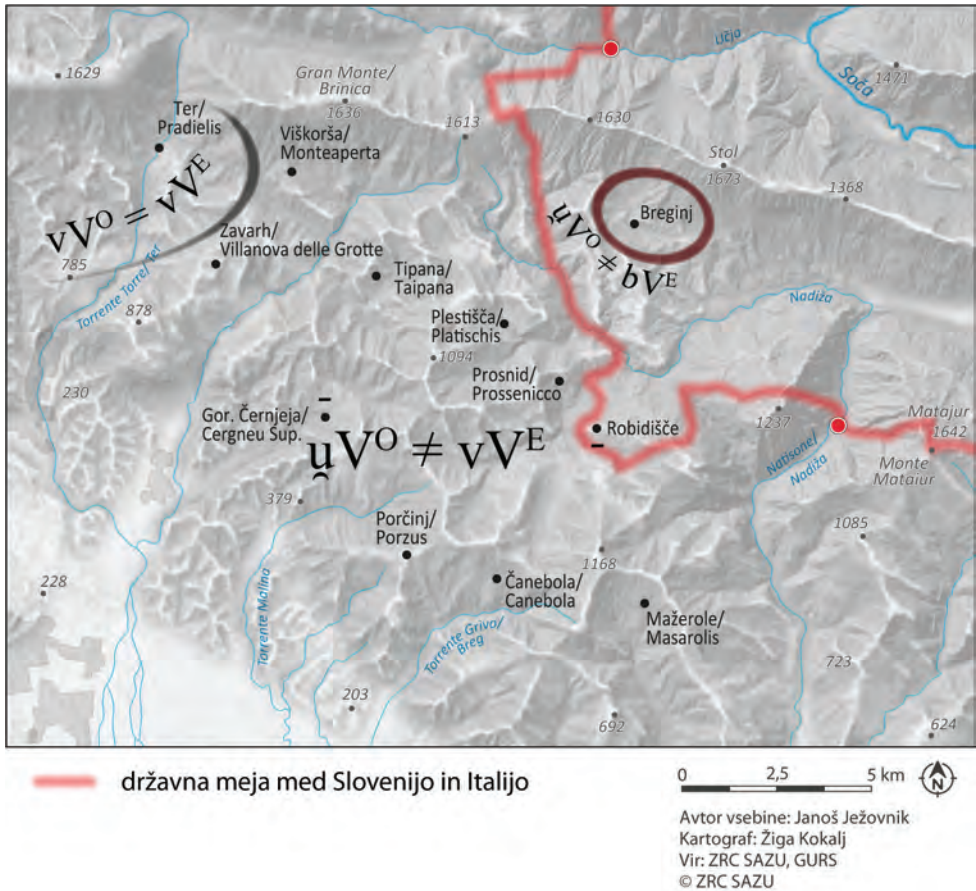 1629
Gran Monte/
Brinica
1636
Učja
1471
Soča
Ter/
Pradielis
Viškorša/
Monteaperta
1613
1630
Stol
1673
1368
vVᴼ = vVᴱ
Breginj
u̯Vᴼ ≠ bVᴱ
785
Zavarh/
Villanova delle Grotte
Torrente Torre/Ter
878
Tipana/
Taipana
Nadiža
Plestišča/
Platischis
1094
Prosnid/
Prossenicco
230
Gor. Černjeja/
Cergneu Sup.
–
Robidišče
–
1237
Matajur
1642
Monte
Matajur
Natisone/
Nadiža
u̯Vᴼ ≠ vVᴱ
379
Porčinj/
Porzus
1085
1168
228
Čanebola/
Canebola
Mažerole/
Masarolis
Torrente Malina
Torrente Griva/
Breg
723
203
692
624
državna meja med Slovenijo in Italijo
0 2,5 5 km
N
Avtor vsebine: Janoš Ježovnik
Kartograf: Žiga Kokalj
Vir: ZRC SAZU, GURS
© ZRC SAZU